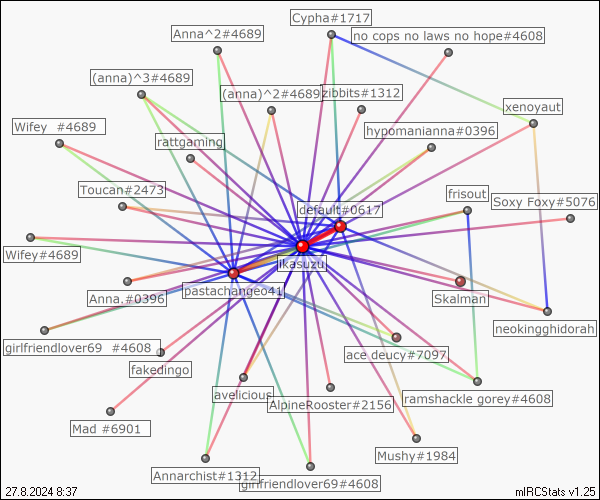 Cypha#1717
Anna^2#4689
no cops no laws no hope#4608
(anna)^3#4689
(anna)^2#4689
zibbits#1312
xenoyaut
Wifey #4689
hypomanianna#0396
rattgaming
Toucan#2473
frisout
Soxy Foxy#5076
default#0617
Wifey#4689
ikasuzu
pastachangeo41
Anna.#0396
Skalman
neokingghidorah
girlfriendlover69 #4608
ace deucy#7097
fakedingo
avelicious
AlpineRooster#2156
ramshackle gorey#4608
Mad #6901
Mushy#1984
Annarchist#1312
girlfriendlover69#4608
27.8.2024 8:37
mIRCStats v1.25